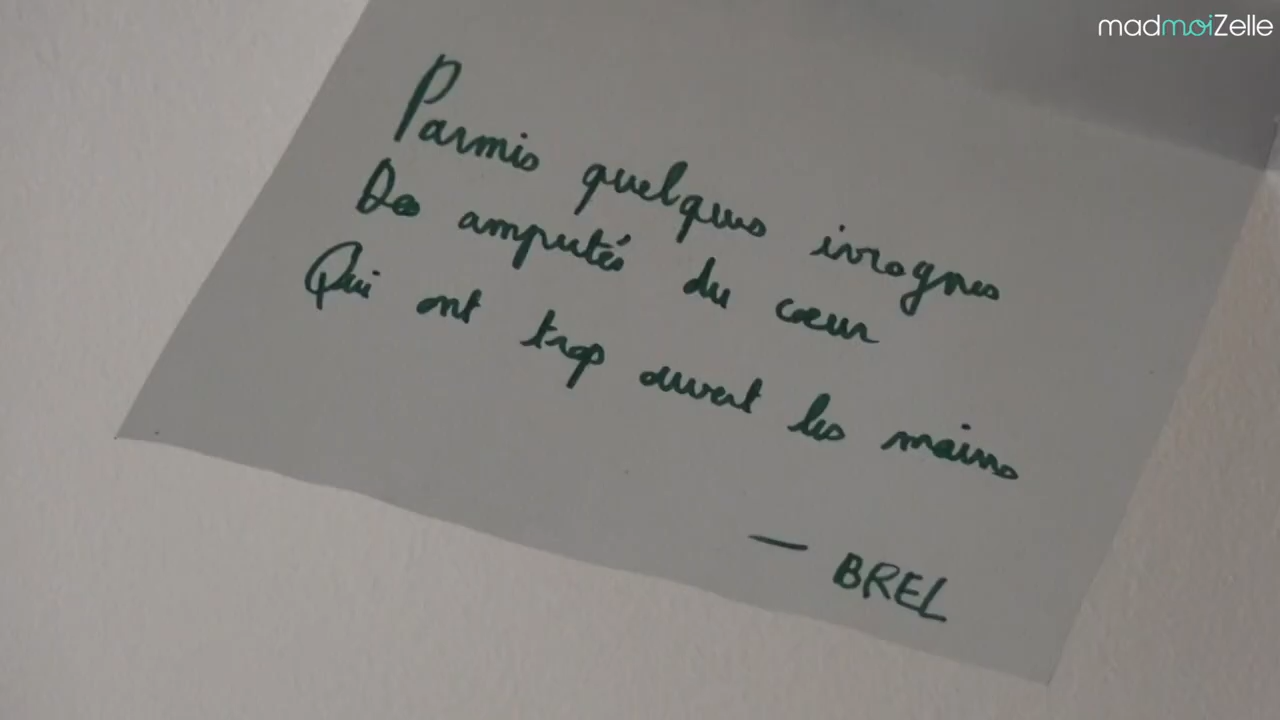 madmoiZelle
Parmis quelques ivrognes
Des amputés du cœur
Qui ont trop ouvert les mains
— BREL